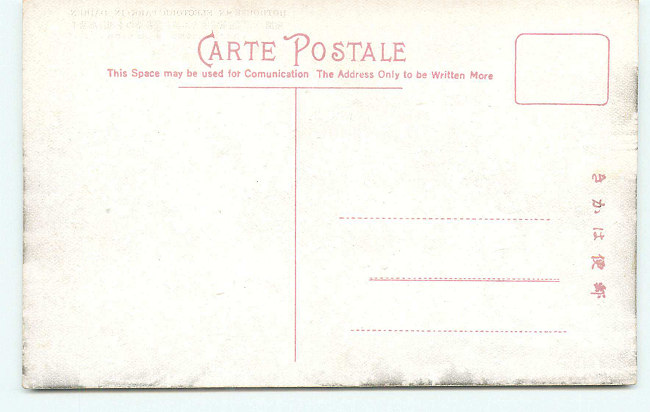 CARTE POSTALE
This Space may be used for Comunication The Address Only to be Written More
きかは便郵